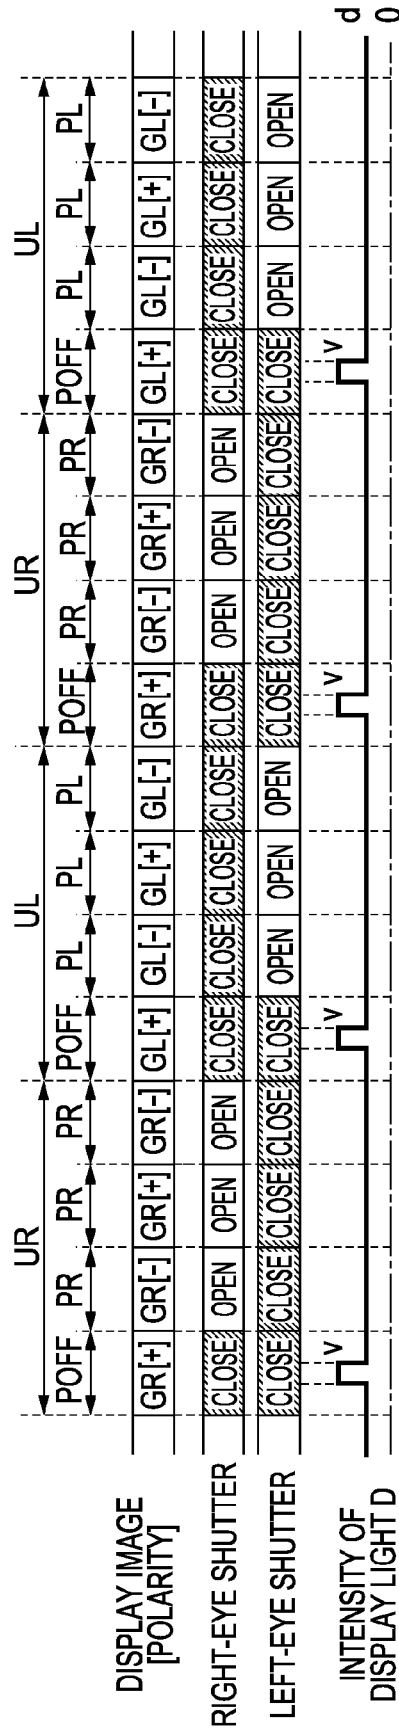 UR UL UR UL
POFF PR PR PR POFF PL PL PL POFF PR PR PR POFF PL PL PL
DISPLAY IMAGE
[POLARITY]
GR[+] GR[-] GR[+] GR[-] GL[+] GL[-] GL[+] GL[-] GR[+] GR[-] GR[+] GR[-] GL[+] GL[-] GL[+] GL[-]
RIGHT-EYE SHUTTER CLOSE OPEN OPEN OPEN CLOSE CLOSE CLOSE CLOSE CLOSE OPEN OPEN OPEN CLOSE CLOSE CLOSE CLOSE
LEFT-EYE SHUTTER CLOSE CLOSE CLOSE CLOSE CLOSE OPEN OPEN OPEN CLOSE CLOSE CLOSE CLOSE CLOSE OPEN OPEN OPEN
V V V V
INTENSITY OF
DISPLAY LIGHT D
d
0